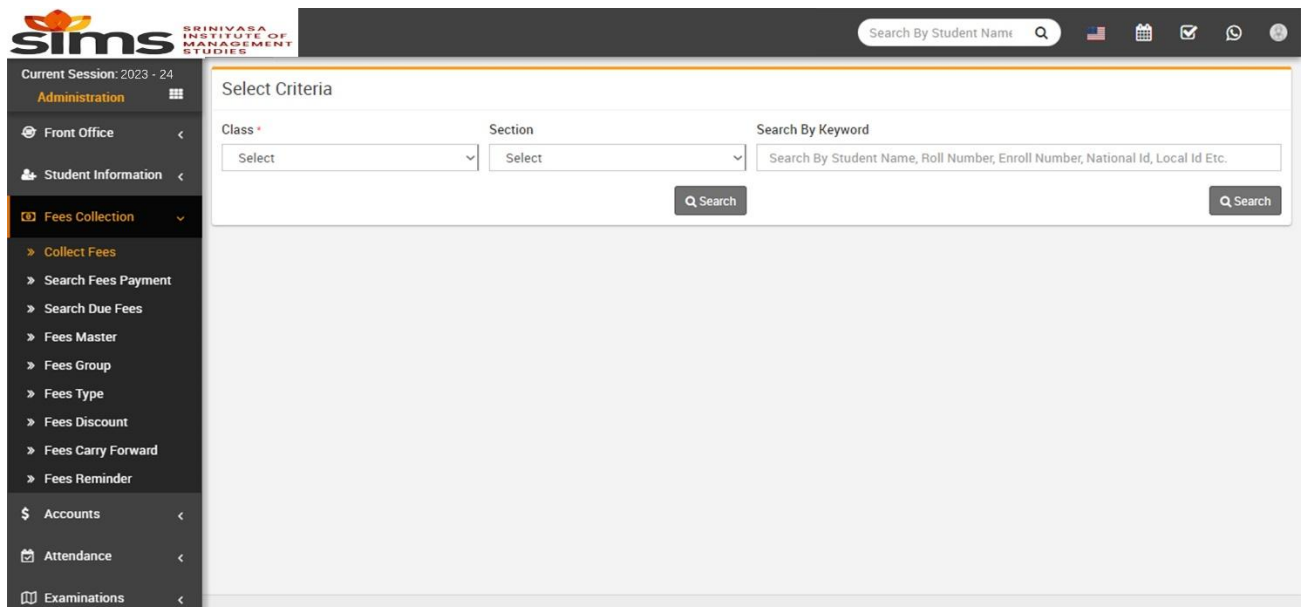 sims SRINIVASA
INSTITUTE OF
MANAGEMENT
STUDIES
Search By Student Name
Current Session: 2023 - 24
Administration
Front Office
Student Information
Fees Collection
Collect Fees
Search Fees Payment
Search Due Fees
Fees Master
Fees Group
Fees Type
Fees Discount
Fees Carry Forward
Fees Reminder
Accounts
Attendance
Examinations
Select Criteria
Class * Section Search By Keyword
Select Select Search By Student Name, Roll Number, Enroll Number, National Id, Local Id Etc.
Search Search